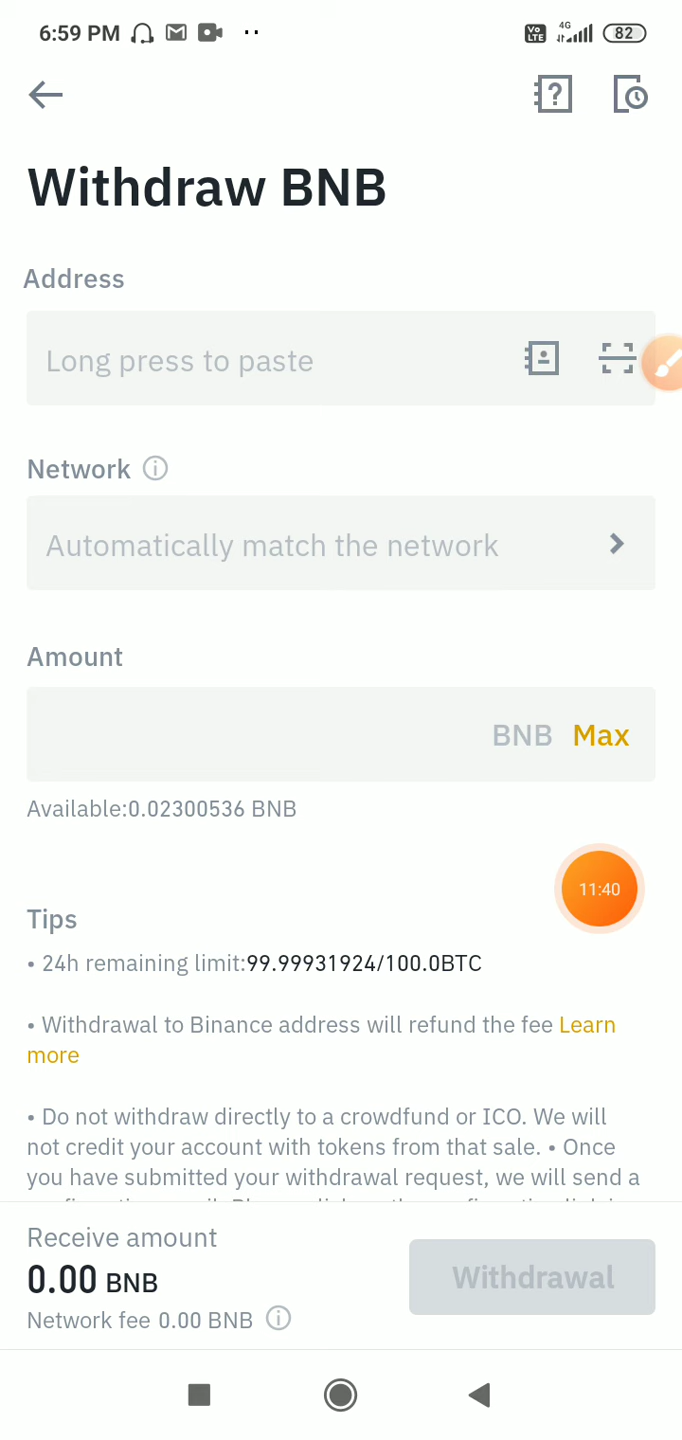 6:59 PM
Vo LTE 4G 82
Withdraw BNB
Address
Long press to paste
Network
Automatically match the network
Amount
BNB Max
Available:0.02300536 BNB
11:40
Tips
• 24h remaining limit:99.99931924/100.0BTC
• Withdrawal to Binance address will refund the fee Learn
more
• Do not withdraw directly to a crowdfund or ICO. We will
not credit your account with tokens from that sale. • Once
you have submitted your withdrawal request, we will send a
Receive amount
0.00 BNB
Withdrawal
Network fee 0.00 BNB